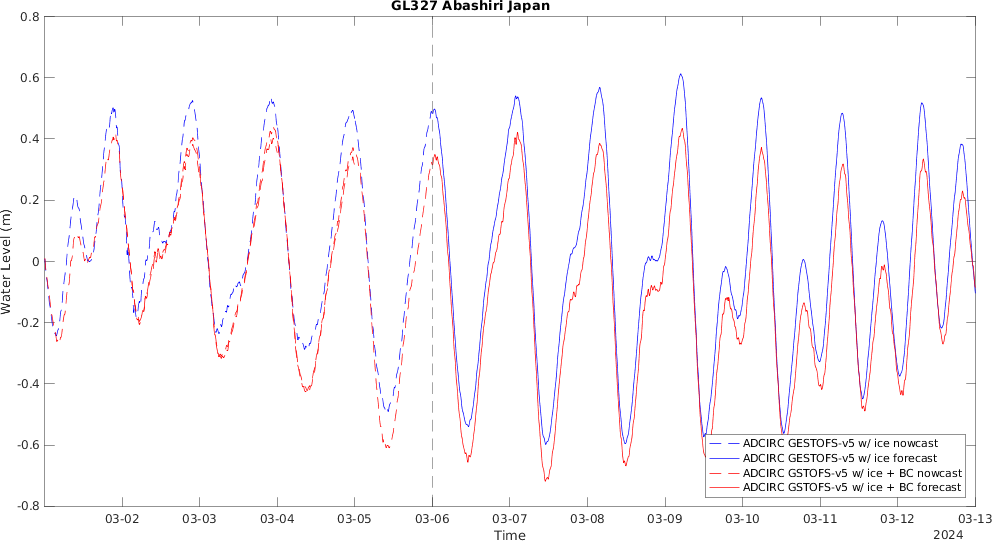 GL327 Abashiri Japan
0.8
0.6
0.4
0.2
0
-0.2
-0.4
-0.6
-0.8
Water Level (m)
ADCIRC GESTOFS-v5 w/ ice nowcast
ADCIRC GESTOFS-v5 w/ ice forecast
ADCIRC GSTOFS-v5 w/ ice + BC nowcast
ADCIRC GSTOFS-v5 w/ ice + BC forecast
03-02 03-03 03-04 03-05 03-06 03-07 03-08 03-09 03-10 03-11 03-12 03-13
Time
2024